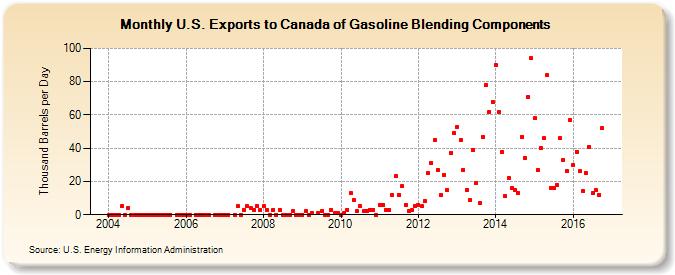 Monthly U.S. Exports to Canada of Gasoline Blending Components
Thousand Barrels per Day
100
80
60
40
20
0
2004 2006 2008 2010 2012 2014 2016
Source: U.S. Energy Information Administration